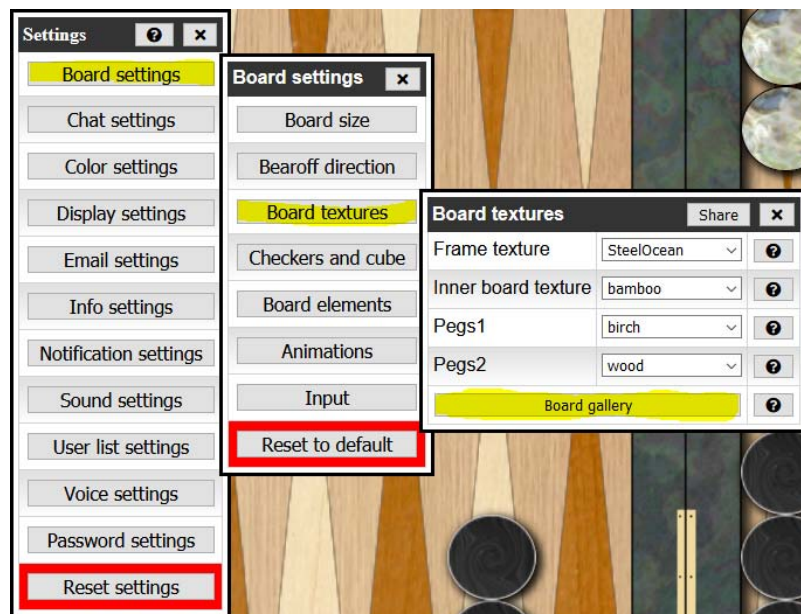 Settings
Board settings
Chat settings
Color settings
Display settings
Email settings
Info settings
Notification settings
Sound settings
User list settings
Voice settings
Password settings
Reset settings
Board settings
Board size
Bearoff direction
Board textures
Checkers and cube
Board elements
Animations
Input
Reset to default
Board textures Share
Frame texture SteelOcean
Inner board texture bamboo
Pegs1 birch
Pegs2 wood
Board gallery